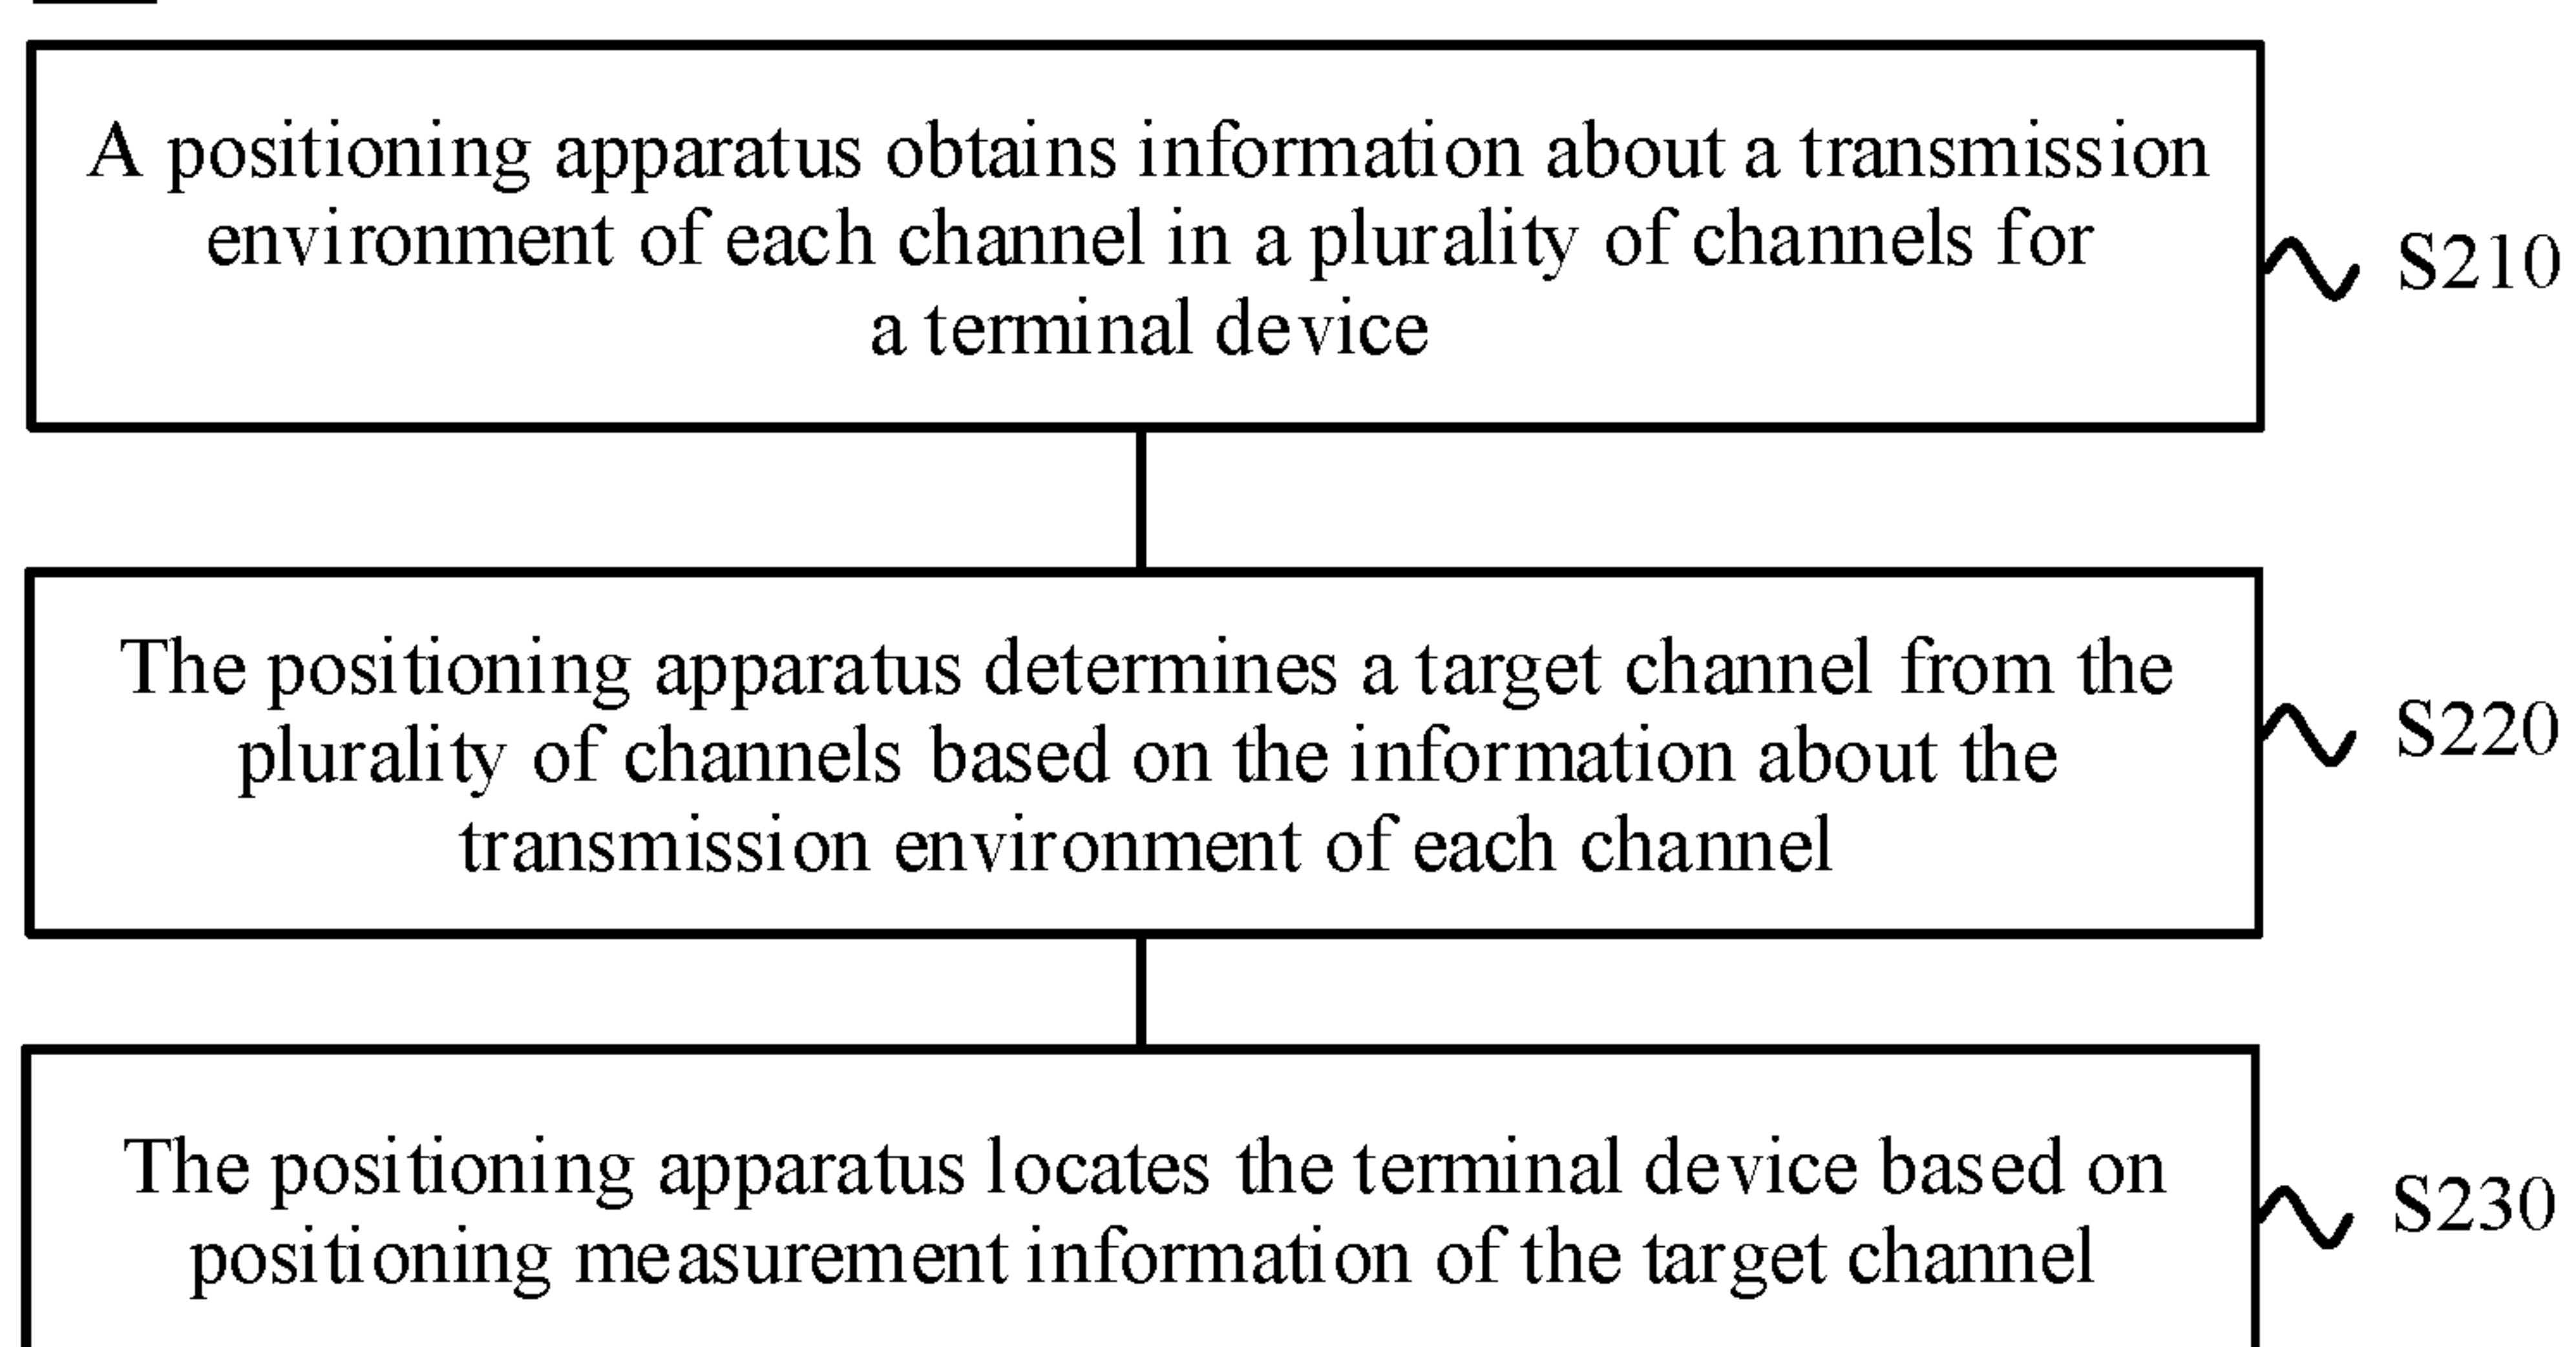 A positioning apparatus obtains information about a transmission
environment of each channel in a plurality of channels for
a terminal device
S210
The positioning apparatus determines a target channel from the
plurality of channels based on the information about the
transmission environment of each channel
S220
The positioning apparatus locates the terminal device based on
positioning measurement information of the target channel
S230